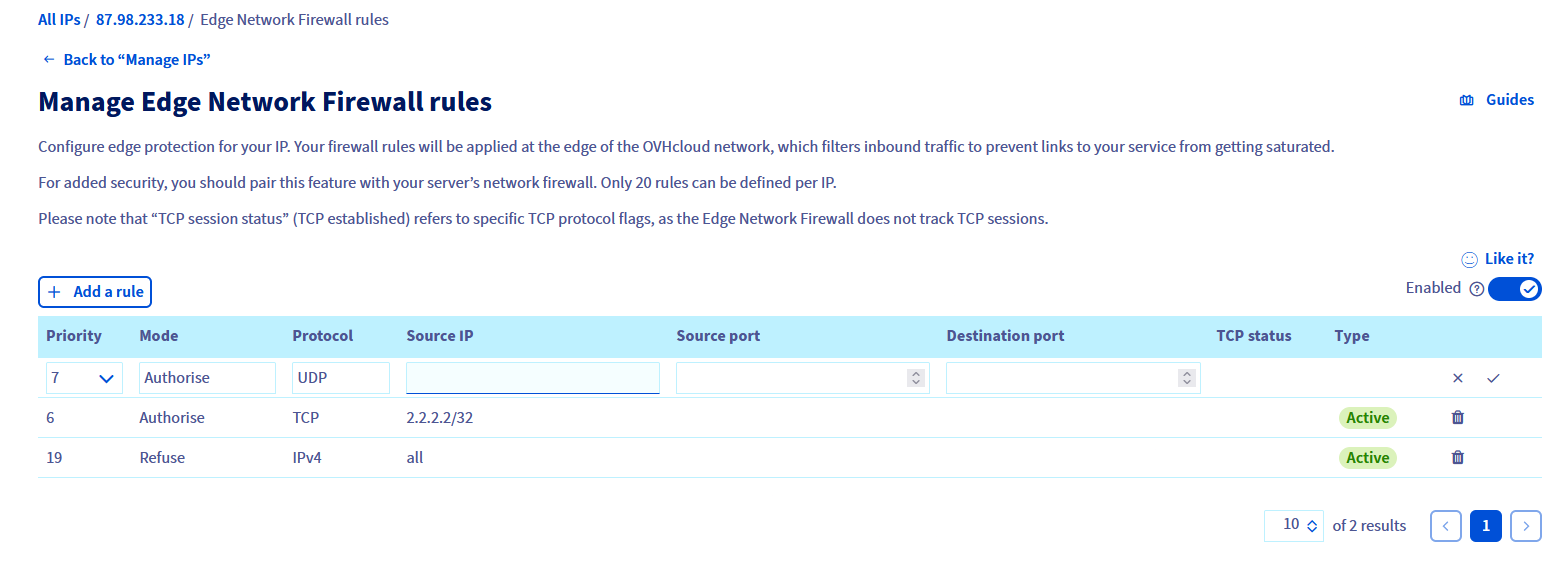 All IPs / 87.98.233.18 / Edge Network Firewall rules
Back to “Manage IPs”
Manage Edge Network Firewall rules
Guides
Configure edge protection for your IP. Your firewall rules will be applied at the edge of the OVHcloud network, which filters inbound traffic to prevent links to your service from getting saturated.
For added security, you should pair this feature with your server’s network firewall. Only 20 rules can be defined per IP.
Please note that “TCP session status” (TCP established) refers to specific TCP protocol flags, as the Edge Network Firewall does not track TCP sessions.
Like it?
Add a rule
Enabled
Priority Mode Protocol Source IP Source port Destination port TCP status Type
7 Authorise UDP
6 Authorise TCP 2.2.2.2/32 Active
19 Refuse IPv4 all Active
10 of 2 results 1